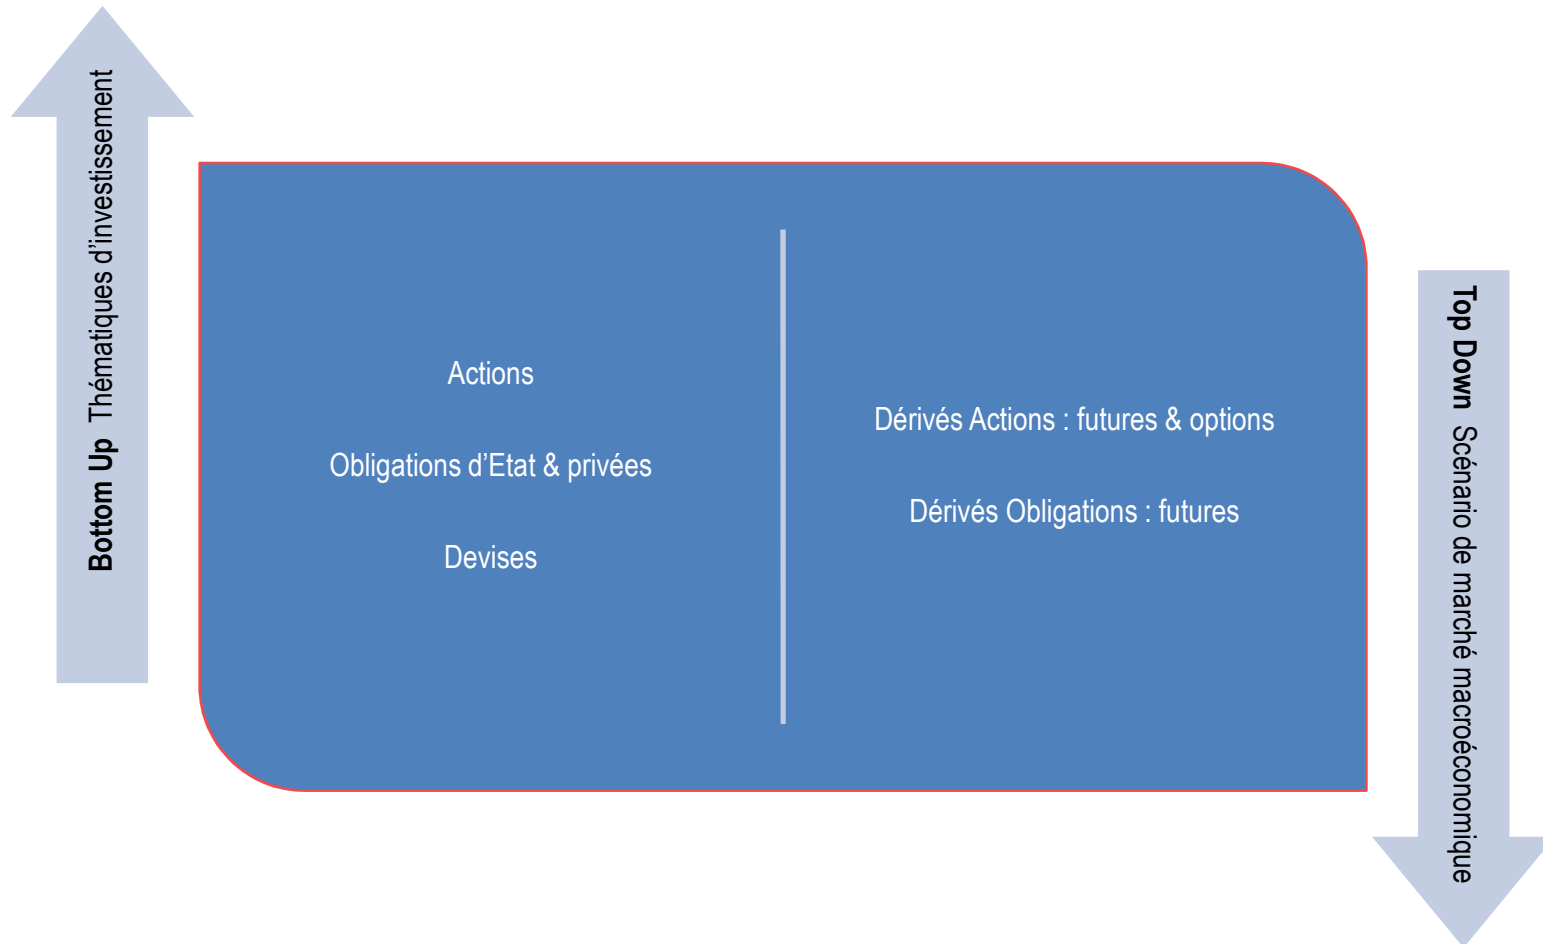 Bottom Up Thématiques d’investissement
Actions
Obligations d’Etat & privées
Devises
Dérivés Actions : futures & options
Dérivés Obligations : futures
Top Down Scénario de marché macroéconomique